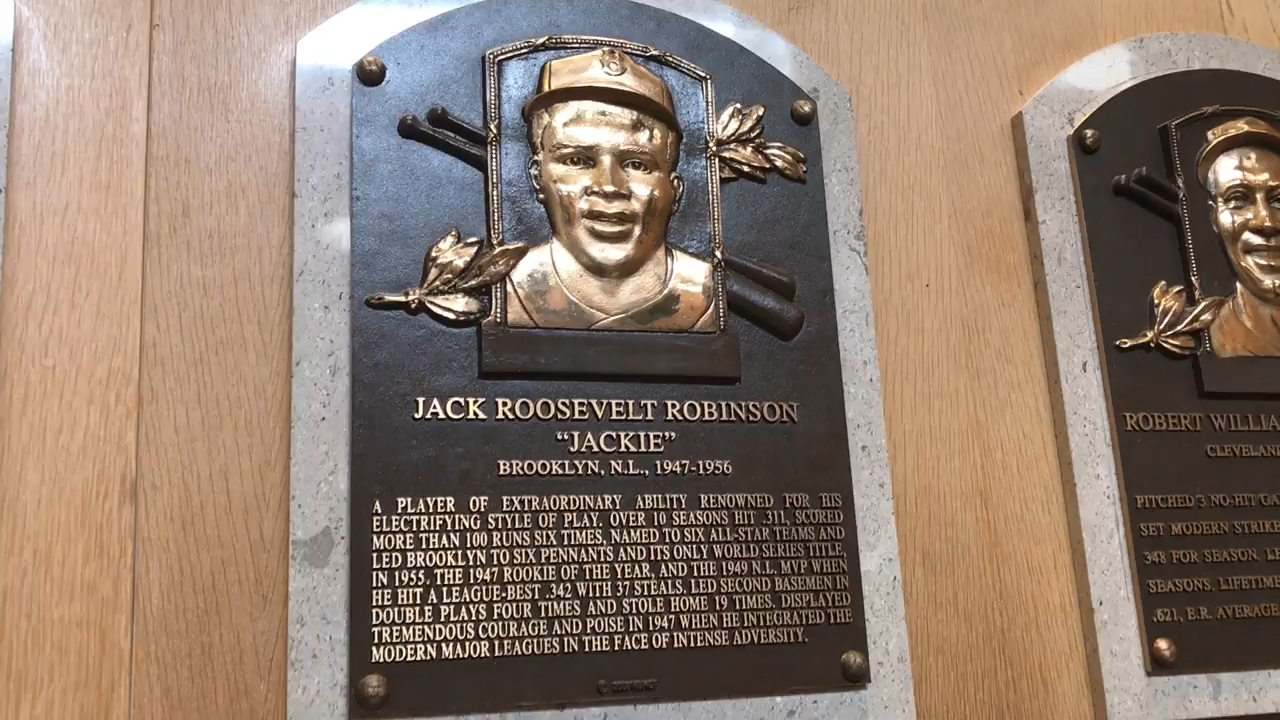 JACK ROOSEVELT ROBINSON
"JACKIE"
BROOKLYN, N.L., 1947-1956
A PLAYER OF EXTRAORDINARY ABILITY RENOWNED FOR HIS
ELECTRIFYING STYLE OF PLAY. OVER 10 SEASONS HIT .311, SCORED
MORE THAN 100 RUNS SIX TIMES, NAMED TO SIX ALL-STAR TEAMS AND
LED BROOKLYN TO SIX PENNANTS AND ITS ONLY WORLD SERIES TITLE,
IN 1955. THE 1947 ROOKIE OF THE YEAR, AND THE 1949 N.L. MVP WHEN
HE HIT A LEAGUE-BEST .342 WITH 37 STEALS. LED SECOND BASEMEN IN
DOUBLE PLAYS FOUR TIMES AND STOLE HOME 19 TIMES. DISPLAYED
TREMENDOUS COURAGE AND POISE IN 1947 WHEN HE INTEGRATED THE
MODERN MAJOR LEAGUES IN THE FACE OF INTENSE ADVERSITY.
ROBERT WILLIA
CLEVELAND
PITCHED 3 NO-HIT GA
SET MODERN STRIKE
348 FOR SEASON. LE
SEASONS. LIFETIME
.621, E.R. AVERAGE